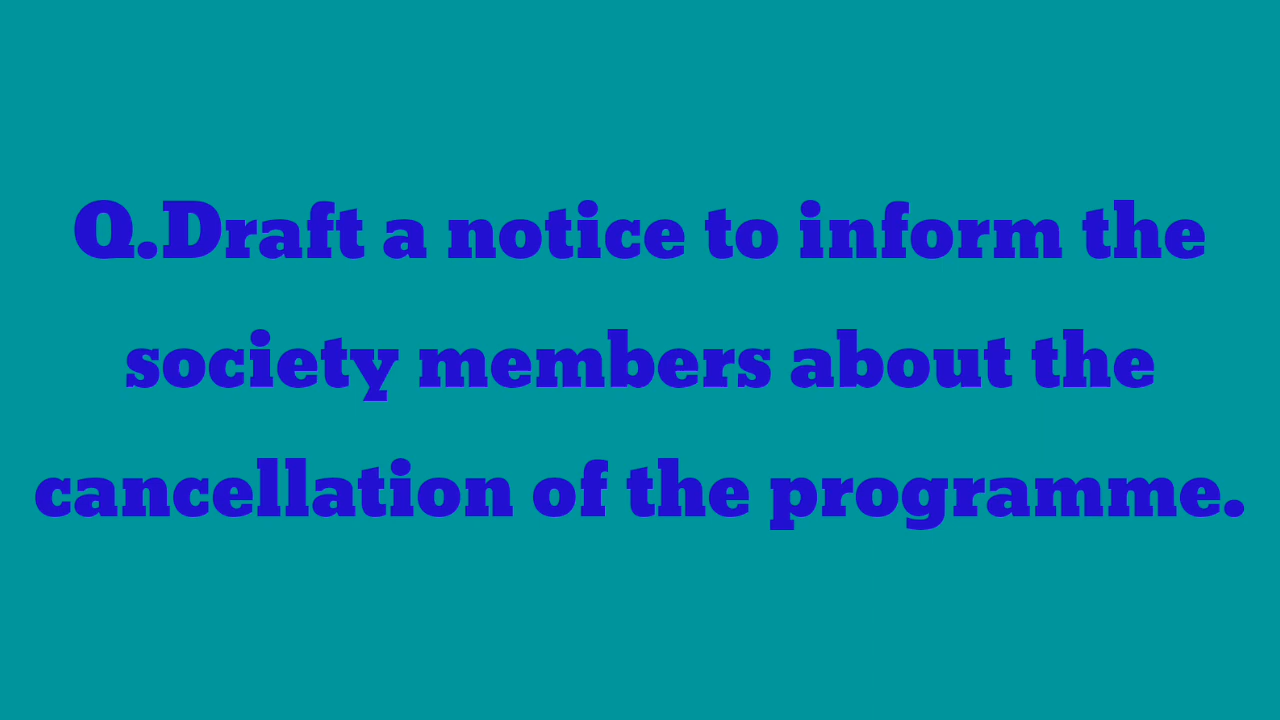 Q.Draft a notice to inform the
society members about the
cancellation of the programme.